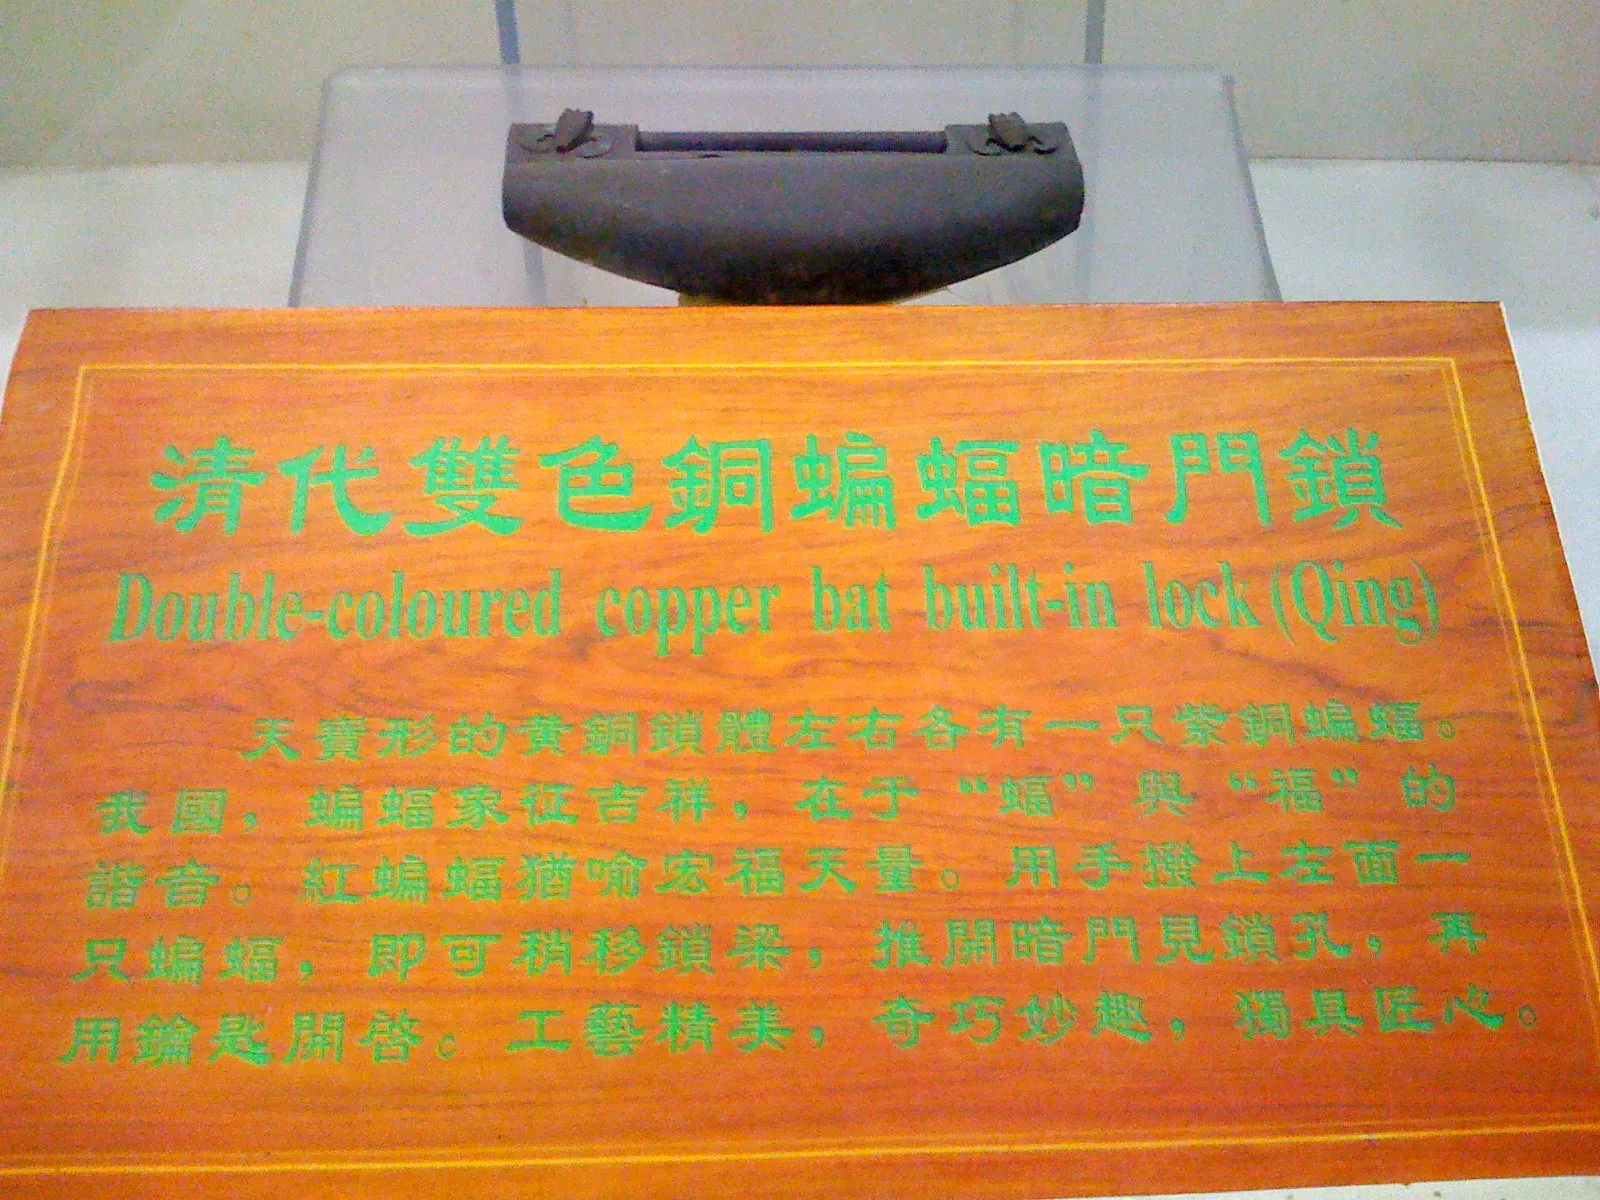 清代雙色銅蝙蝠暗門鎖
Double-coloured copper bat built-in lock (Qing)
天寶形的黄銅鎖體左右各有一只紫銅蝙蝠。
我國，蝙蝠象征吉祥，在于“蝠”與“福”的
諧音。紅蝙蝠猶喻宏福天量。用手撥上左面一
只蝙蝠，即可稍移鎖梁，推開暗門見鎖孔，再
用鑰匙開啓。工藝精美，奇巧妙趣，獨具匠心。